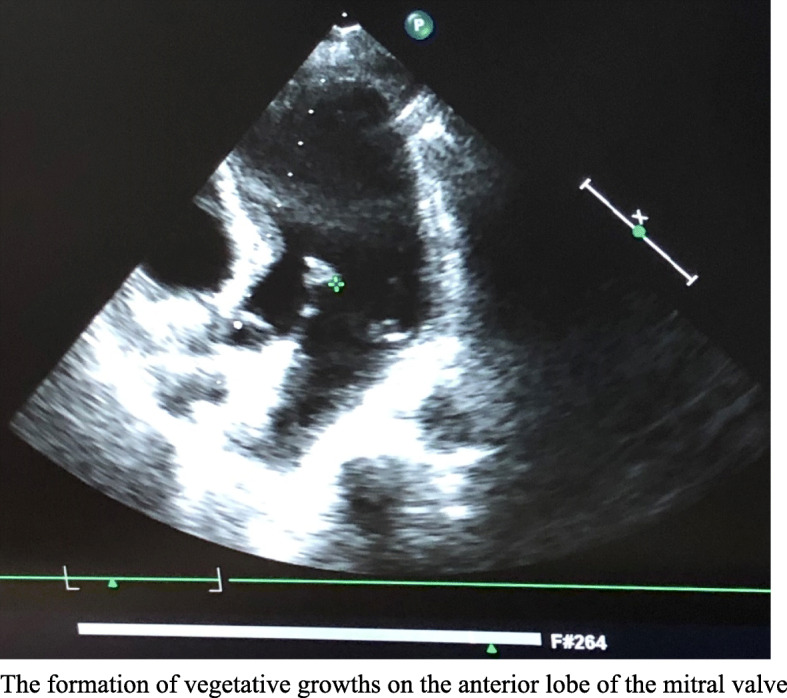 P
x
F#264
The formation of vegetative growths on the anterior lobe of the mitral valve